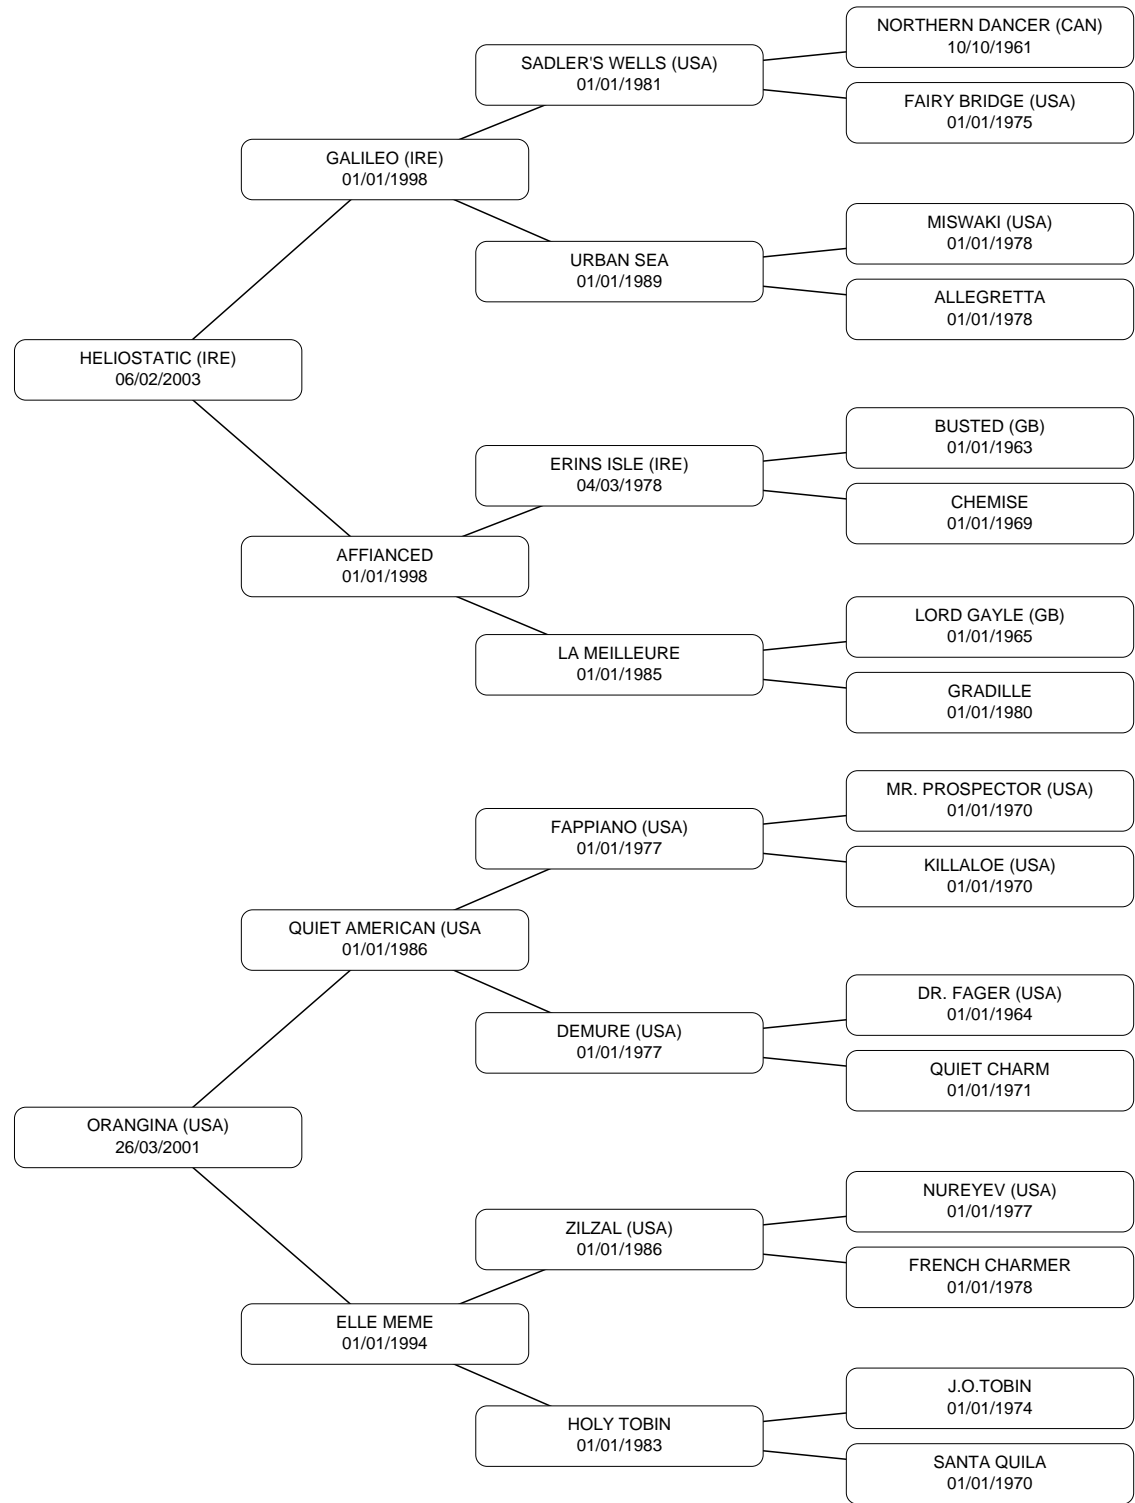 NORTHERN DANCER (CAN)
10/10/1961
SADLER'S WELLS (USA)
01/01/1981
FAIRY BRIDGE (USA)
01/01/1975
GALILEO (IRE)
01/01/1998
MISWAKI (USA)
01/01/1978
URBAN SEA
01/01/1989
ALLEGRETTA
01/01/1978
HELIOSTATIC (IRE)
06/02/2003
BUSTED (GB)
01/01/1963
ERINS ISLE (IRE)
04/03/1978
CHEMISE
01/01/1969
AFFIANCED
01/01/1998
LORD GAYLE (GB)
01/01/1965
LA MEILLEURE
01/01/1985
GRADILLE
01/01/1980
MR. PROSPECTOR (USA)
01/01/1970
FAPPIANO (USA)
01/01/1977
KILLALOE (USA)
01/01/1970
QUIET AMERICAN (USA
01/01/1986
DR. FAGER (USA)
01/01/1964
DEMURE (USA)
01/01/1977
QUIET CHARM
01/01/1971
ORANGINA (USA)
26/03/2001
NUREYEV (USA)
01/01/1977
ZILZAL (USA)
01/01/1986
FRENCH CHARMER
01/01/1978
ELLE MEME
01/01/1994
J.O.TOBIN
01/01/1974
HOLY TOBIN
01/01/1983
SANTA QUILA
01/01/1970